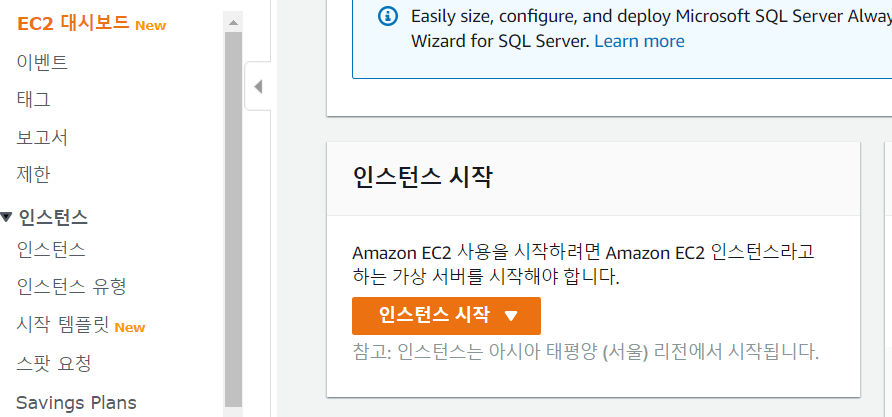 EC2 대시보드 New
이벤트
태그
보고서
제한
인스턴스
인스턴스
인스턴스 유형
시작 템플릿 New
스팟 요청
Savings Plans
Easily size, configure, and deploy Microsoft SQL Server
Wizard for SQL Server. Learn more
인스턴스 시작
Amazon EC2 사용을 시작하려면 Amazon EC2 인스턴스라고
하는 가상 서버를 시작해야 합니다.
인스턴스 시작
참고: 인스턴스는 아시아 태평양 (서울) 리전에서 시작됩니다.